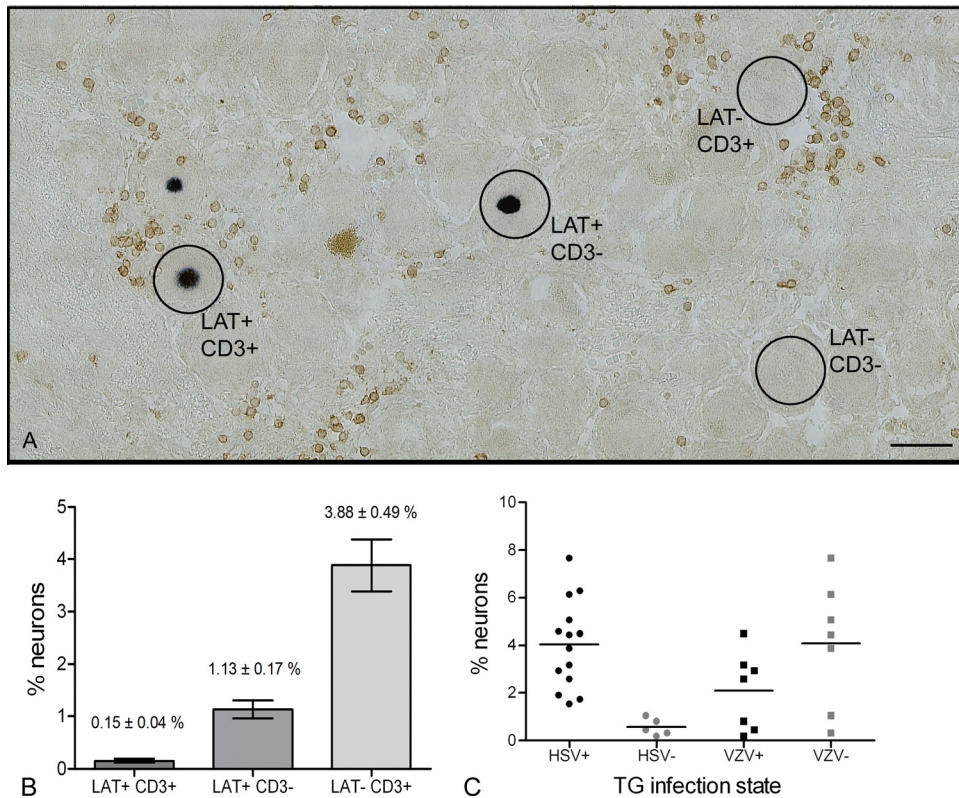 LAT-
CD3+
LAT+
CD3-
LAT+
CD3+
LAT-
CD3-
A
5
4
3
2
1
0
% neurons
0.15 ± 0.04 %
1.13 ± 0.17 %
3.88 ± 0.49 %
LAT+ CD3+
LAT+ CD3-
LAT- CD3+
B
10
8
6
4
2
0
% neurons
HSV+
HSV-
VZV+
VZV-
TG infection state
C